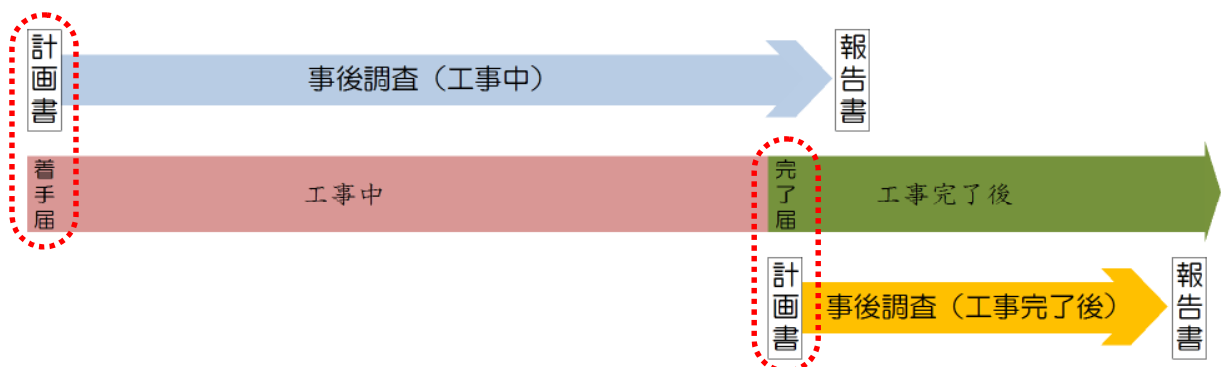 計画書
事後調査（工事中）
報告書
着手届
工事中
完了届
工事完了後
計画書
事後調査（工事完了後）
報告書